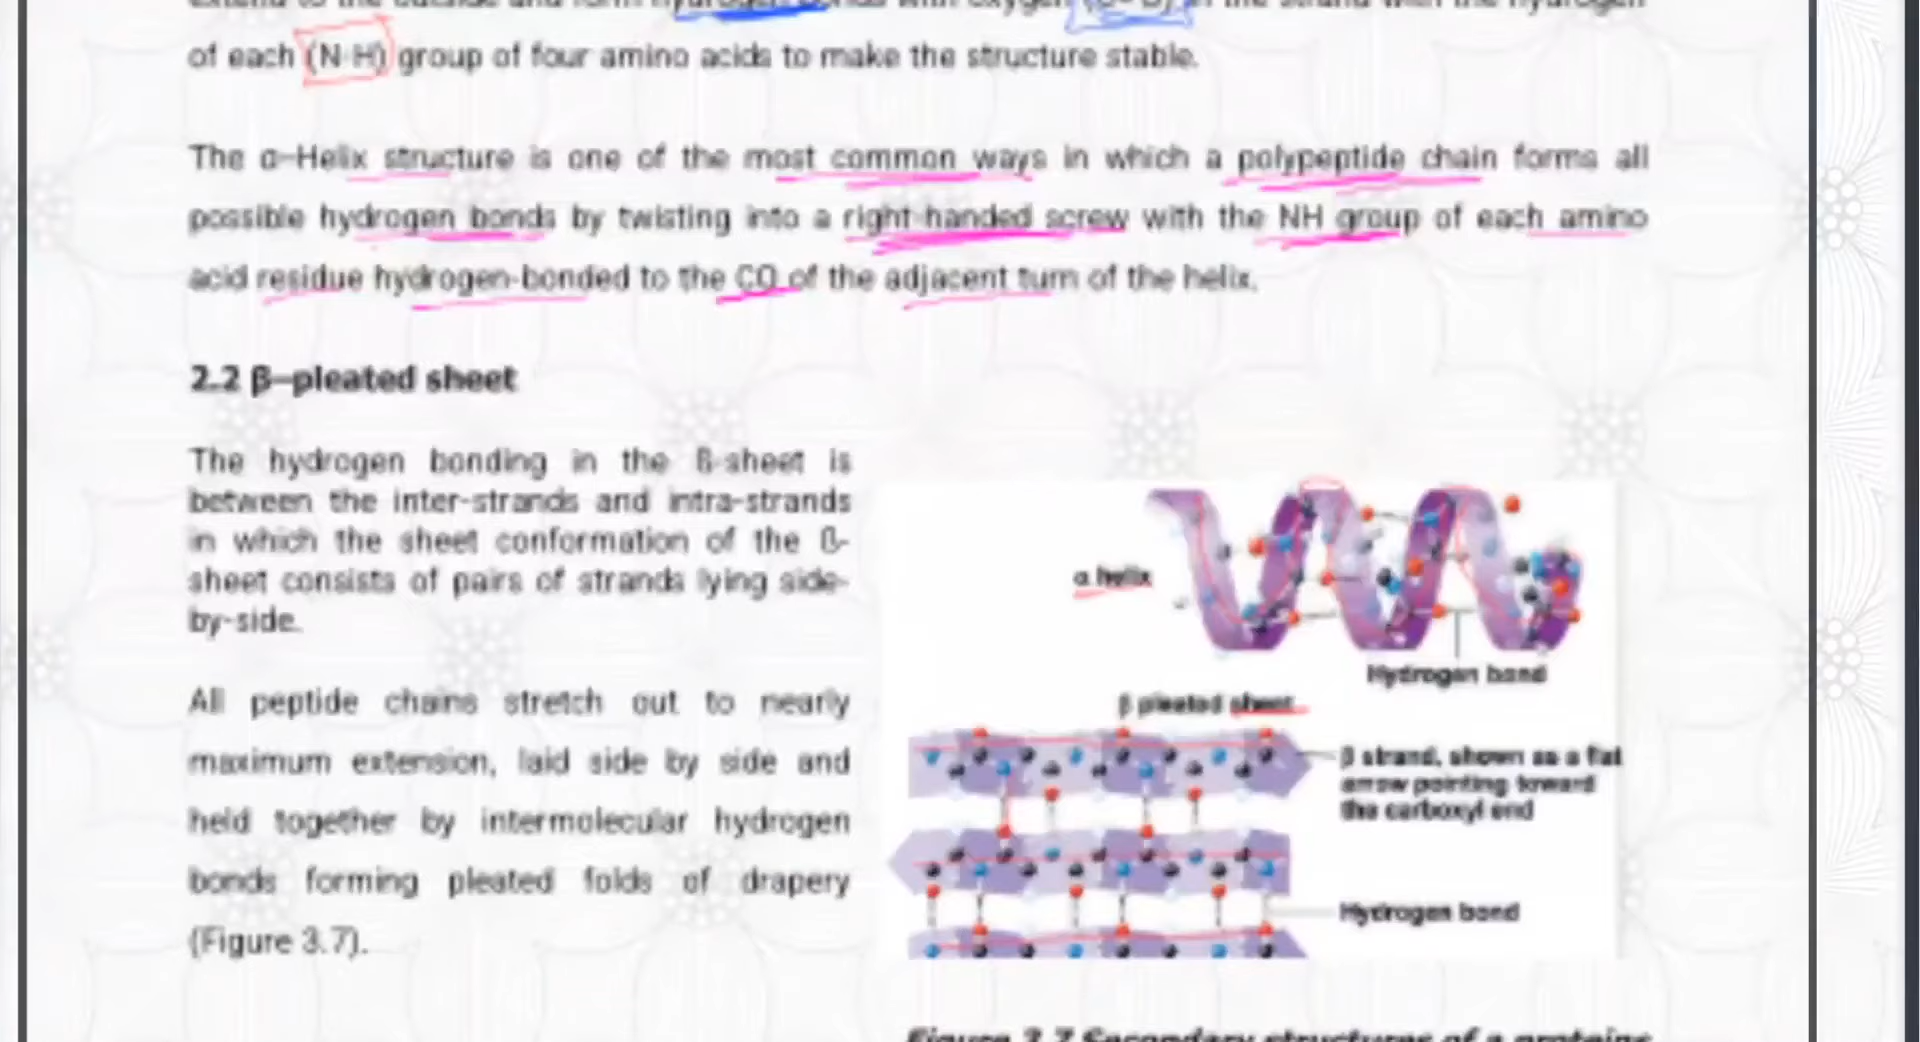 of each (N-H) group of four amino acids to make the structure stable.
The α-Helix structure is one of the most common ways in which a polypeptide chain forms all
possible hydrogen bonds by twisting into a right-handed screw with the NH group of each amino
acid residue hydrogen-bonded to the CO of the adjacent turn of the helix.
2.2 β-pleated sheet
The hydrogen bonding in the ß-sheet is
between the inter-strands and intra-strands
in which the sheet conformation of the ß-
sheet consists of pairs of strands lying side-
by-side.
All peptide chains stretch out to nearly
maximum extension, laid side by side and
held together by intermolecular hydrogen
bonds forming pleated folds of drapery
(Figure 3.7).
α helix
Hydrogen bond
β pleated sheet
β strand, shown as a flat
arrow pointing toward
the carboxyl end
Hydrogen bond
Figure 3.7 Secondary structures of a proteins